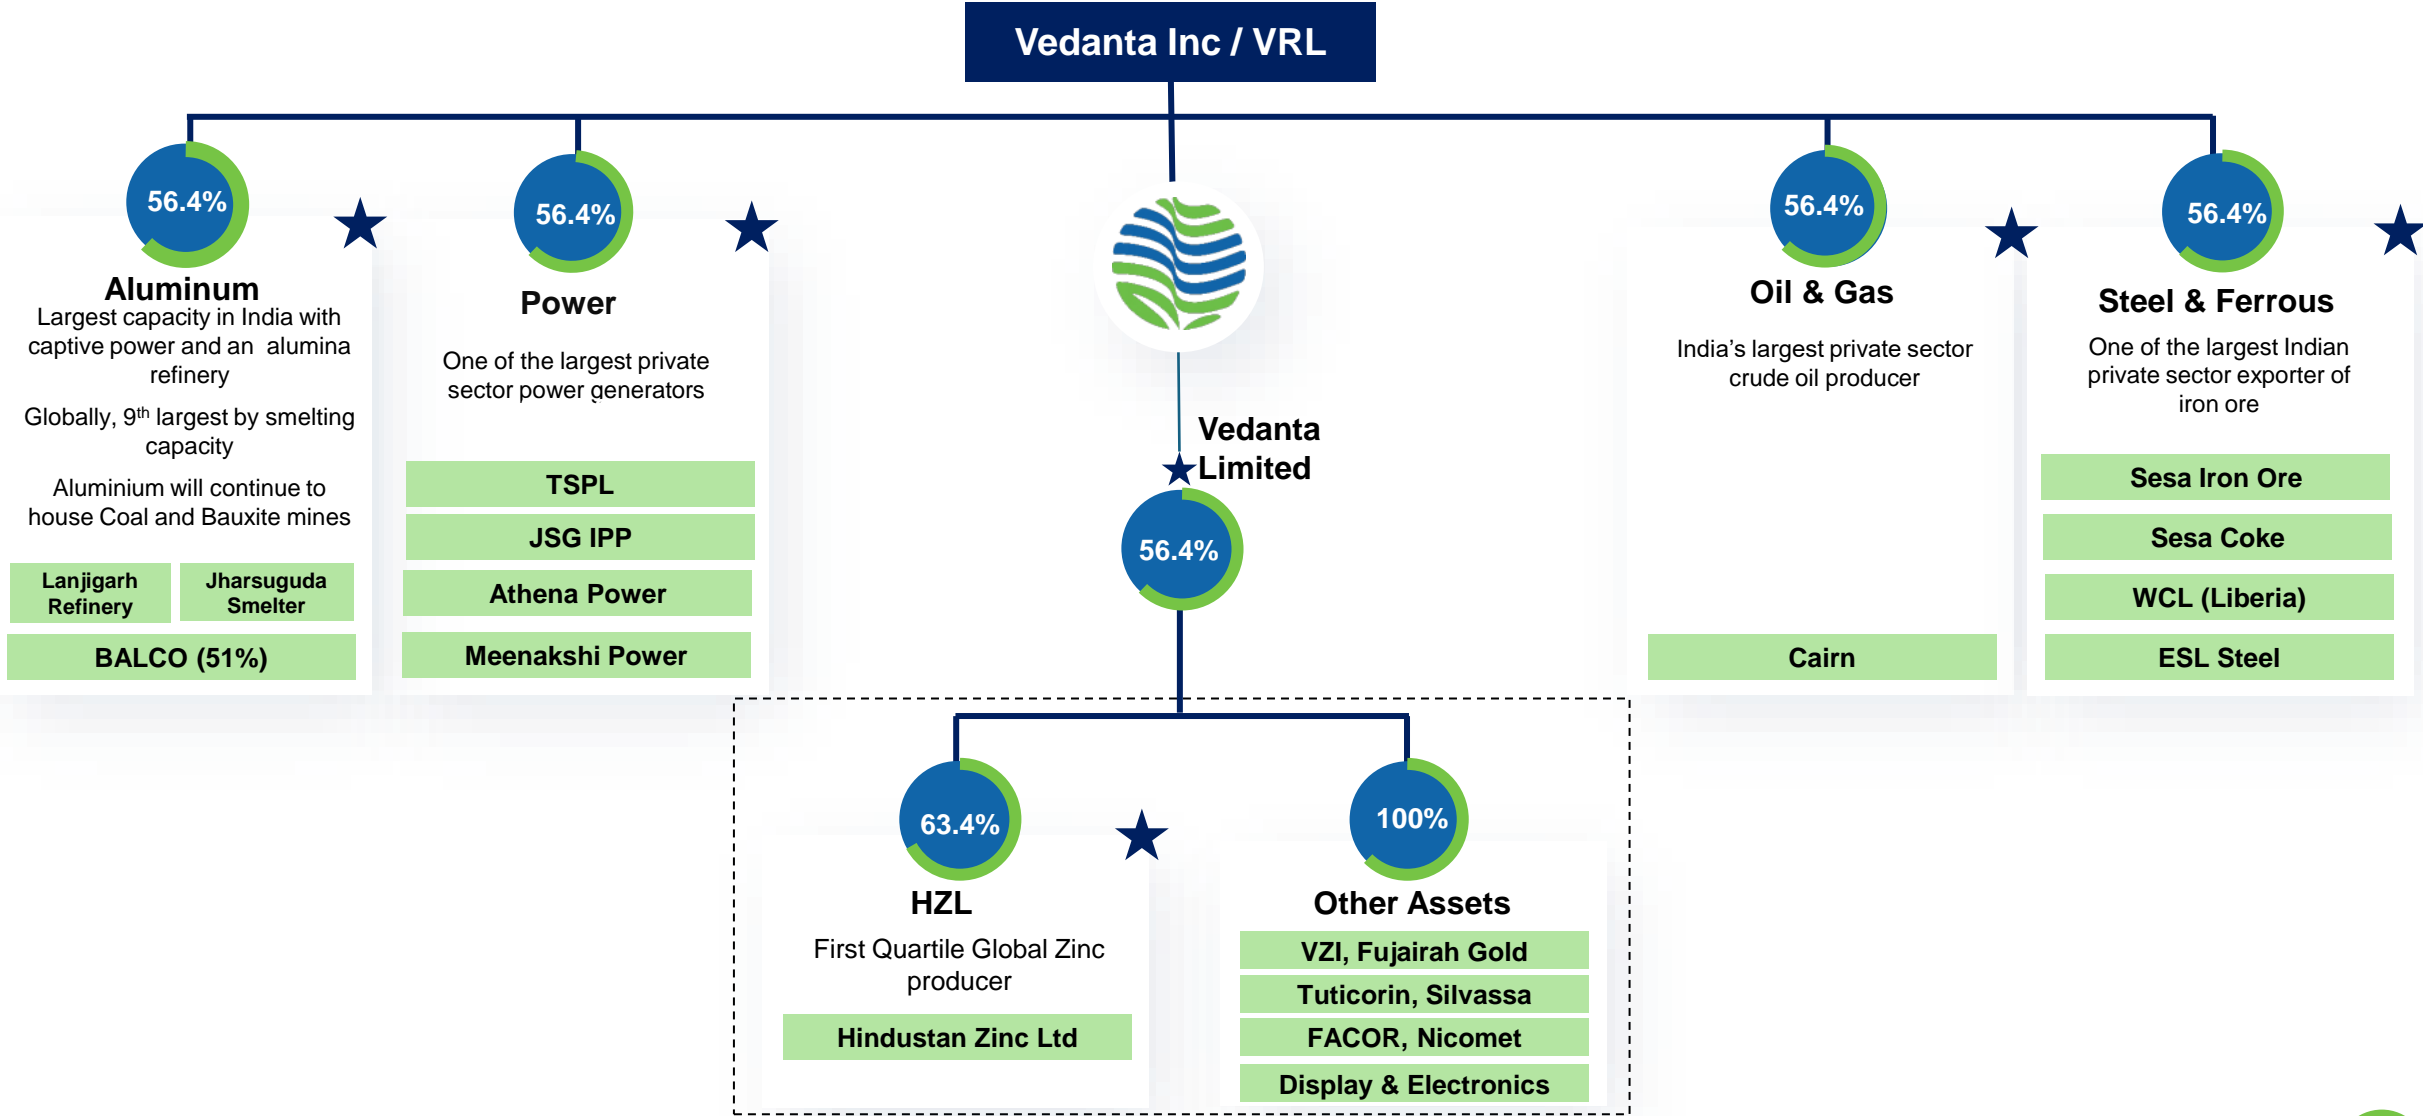 Vedanta Inc / VRL
56.4%
Aluminum
Largest capacity in India with
captive power and an alumina
refinery
Globally, 9th largest by smelting
capacity
Aluminium will continue to
house Coal and Bauxite mines
Lanjigarh
Refinery
Jharsuguda
Smelter
BALCO (51%)
56.4%
Power
One of the largest private
sector power generators
TSPL
JSG IPP
Athena Power
Meenakshi Power
Vedanta
Limited
56.4%
56.4%
Oil & Gas
India's largest private sector
crude oil producer
Cairn
56.4%
Steel & Ferrous
One of the largest Indian
private sector exporter of
iron ore
Sesa Iron Ore
Sesa Coke
WCL (Liberia)
ESL Steel
63.4%
HZL
First Quartile Global Zinc
producer
Hindustan Zinc Ltd
100%
Other Assets
VZI, Fujairah Gold
Tuticorin, Silvassa
FACOR, Nicomet
Display & Electronics